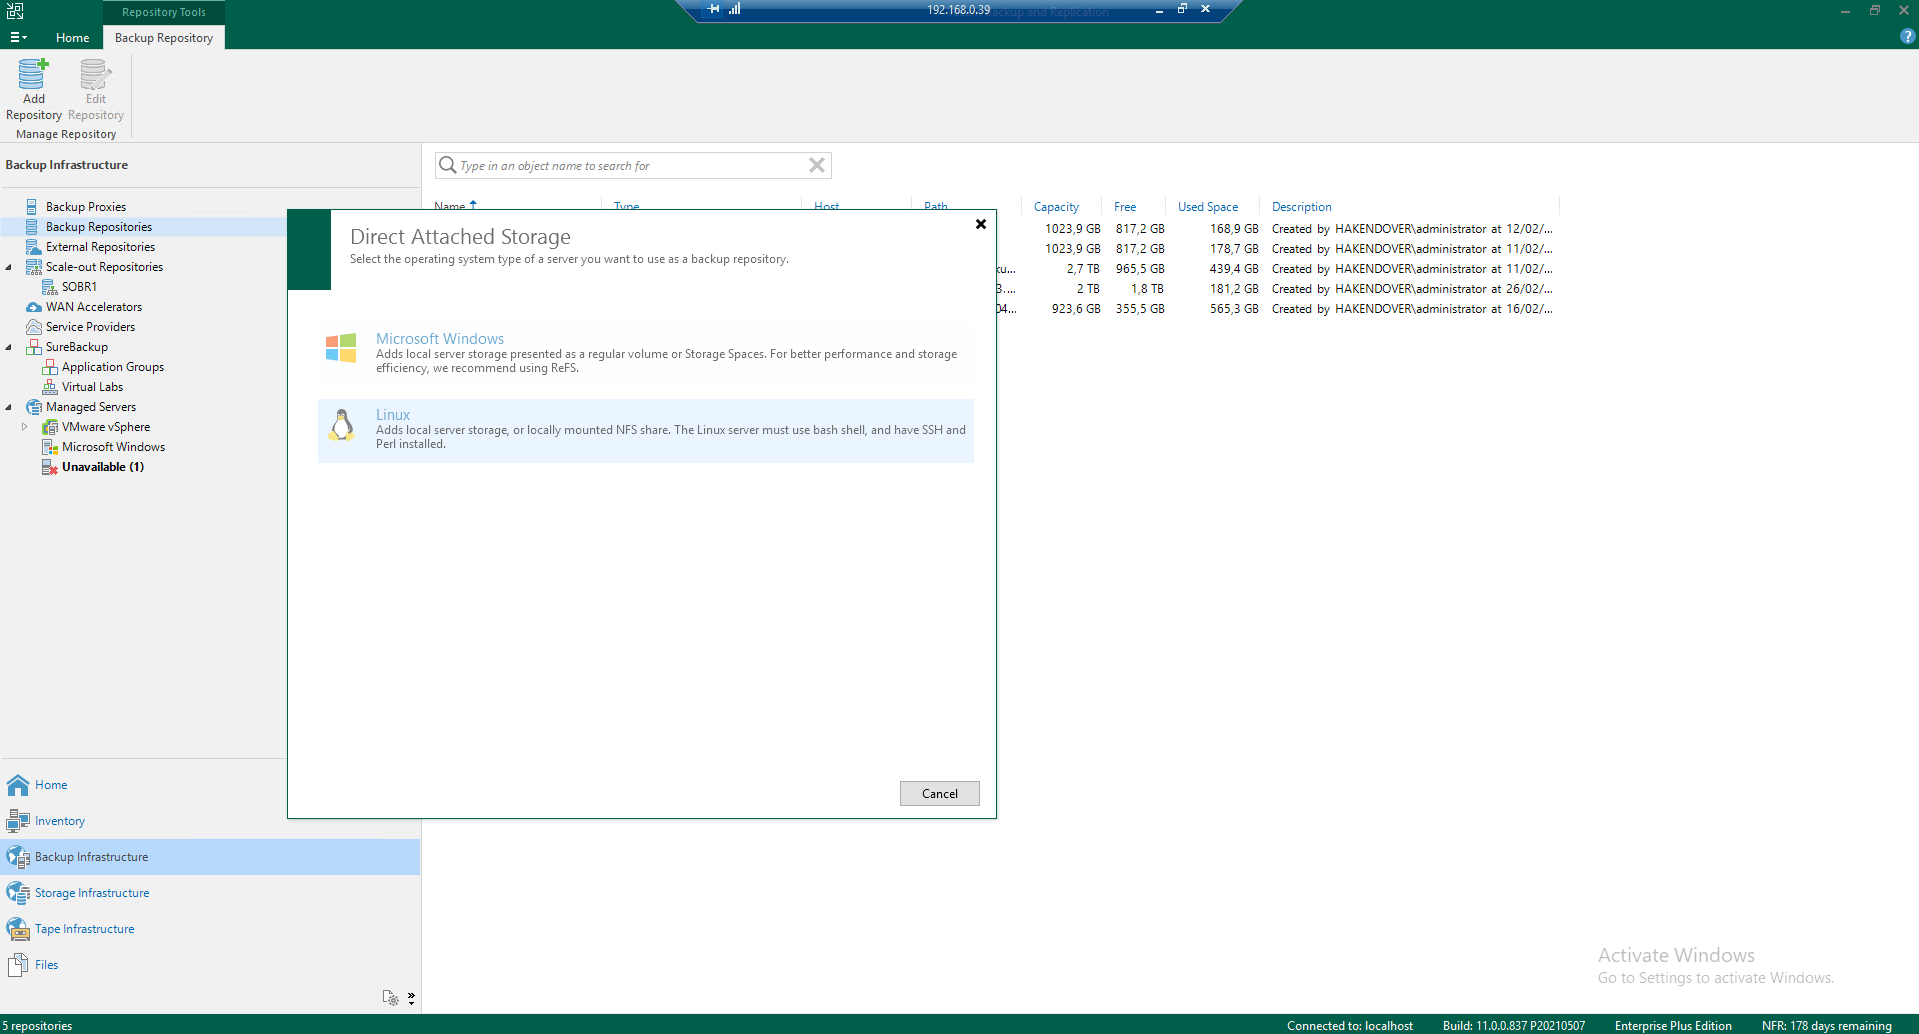 Repository Tools
192.168.0.39
Backup and Replication
Home
Backup Repository
Add
Repository
Edit
Repository
Manage Repository
Backup Infrastructure
Type in an object name to search for
Backup Proxies
Backup Repositories
External Repositories
Scale-out Repositories
SOBR1
WAN Accelerators
Service Providers
SureBackup
Application Groups
Virtual Labs
Managed Servers
VMware vSphere
Microsoft Windows
Unavailable (1)
Name Type Host Path Capacity Free Used Space Description
1023,9 GB 817,2 GB 168,9 GB Created by HAKENDOVER\administrator at 12/02/...
1023,9 GB 817,2 GB 178,7 GB Created by HAKENDOVER\administrator at 11/02/...
ku... 2,7 TB 965,5 GB 439,4 GB Created by HAKENDOVER\administrator at 11/02/...
3.... 2 TB 1,8 TB 181,2 GB Created by HAKENDOVER\administrator at 26/02/...
04... 923,6 GB 355,5 GB 565,3 GB Created by HAKENDOVER\administrator at 16/02/...
Direct Attached Storage
Select the operating system type of a server you want to use as a backup repository.
Microsoft Windows
Adds local server storage presented as a regular volume or Storage Spaces. For better performance and storage
efficiency, we recommend using ReFS.
Linux
Adds local server storage, or locally mounted NFS share. The Linux server must use bash shell, and have SSH and
Perl installed.
Cancel
Home
Inventory
Backup Infrastructure
Storage Infrastructure
Tape Infrastructure
Files
Activate Windows
Go to Settings to activate Windows.
5 repositories
Connected to: localhost
Build: 11.0.0.837 P20210507
Enterprise Plus Edition
NFR: 178 days remaining